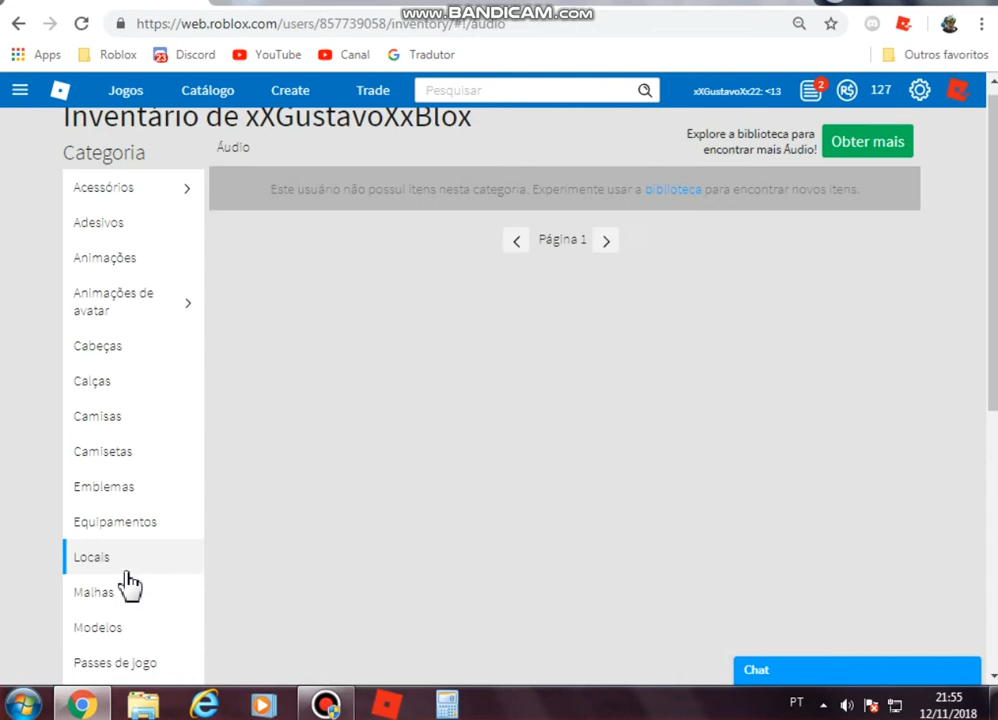 www.BANDICAM.com
https://web.roblox.com/users/857739058/inventory/#!/audio
Apps Roblox Discord YouTube Canal Tradutor Outros favoritos
Jogos Catálogo Create Trade Pesquisar xXGustavoXx22: <13 2 R$ 127
Inventário de xXGustavoXxBlox
Categoria
Áudio
Explore a biblioteca para
encontrar mais Áudio!
Obter mais
Este usuário não possui itens nesta categoria. Experimente usar a biblioteca para encontrar novos itens.
Página 1
Acessórios
Adesivos
Animações
Animações de
avatar
Cabeças
Calças
Camisas
Camisetas
Emblemas
Equipamentos
Locais
Malhas
Modelos
Passes de jogo
Chat
PT
21:55
12/11/2018